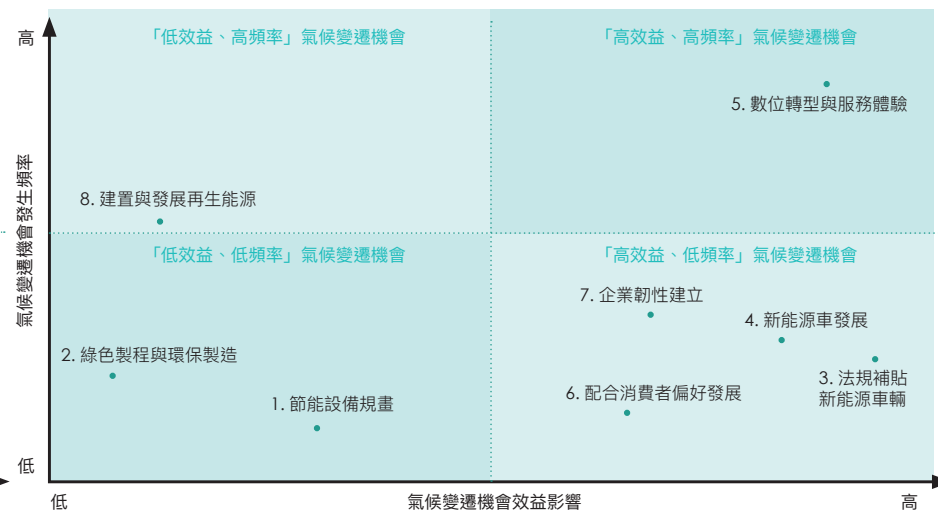 高
「低效益、高頻率」氣候變遷機會
「高效益、高頻率」氣候變遷機會
5. 數位轉型與服務體驗
氣候變遷機會發生頻率
8. 建置與發展再生能源
「低效益、低頻率」氣候變遷機會
「高效益、低頻率」氣候變遷機會
7. 企業韌性建立
4. 新能源車發展
2. 綠色製程與環保製造
3. 法規補貼
新能源車輛
6. 配合消費者偏好發展
1. 節能設備規畫
低
低
氣候變遷機會效益影響
高